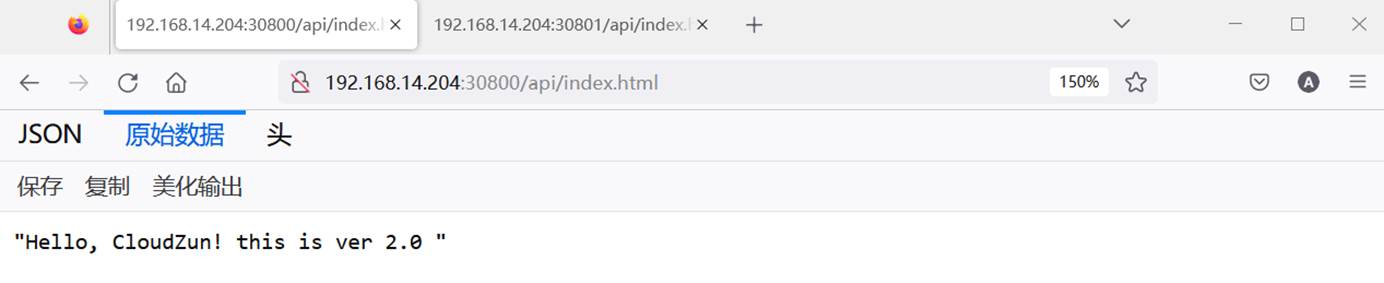 192.168.14.204:30800/api/index.h
192.168.14.204:30801/api/index.h
192.168.14.204:30800/api/index.html
150%
A
JSON
原始数据
头
保存
复制
美化输出
"Hello, CloudZun! this is ver 2.0 "